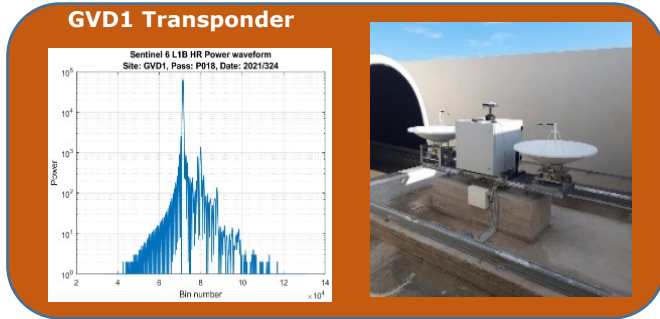 GVD1 Transponder
Sentinel 6 L1B HR Power waveform
Site: GVD1, Pass: P018, Date: 2021/324
10^5
10^4
10^3
10^2
10^1
10^0
Power
2
4
6
8
10
12
14
Bin number
×10^4